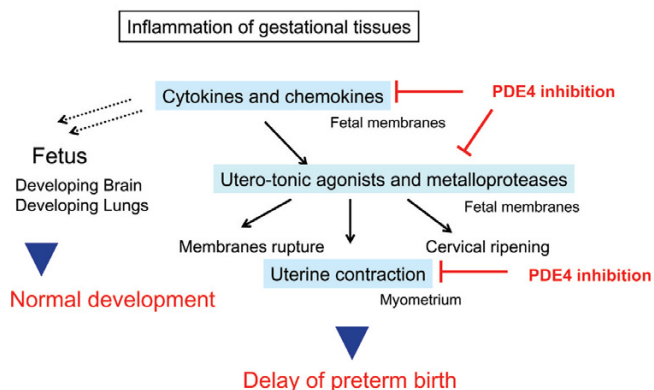 Inflammation of gestational tissues
Cytokines and chemokines
PDE4 inhibition
Fetal membranes
Fetus
Developing Brain
Developing Lungs
Utero-tonic agonists and metalloproteases
Fetal membranes
Membranes rupture
Cervical ripening
Uterine contraction
PDE4 inhibition
Myometrium
Normal development
Delay of preterm birth